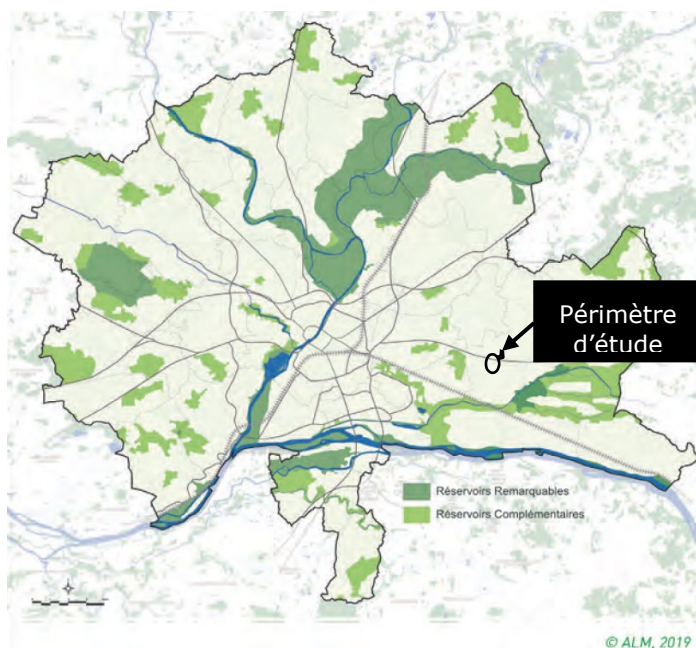 Périmètre
d'étude
Réservoirs Remarquables
Réservoirs Complémentaires
© ALM, 2019